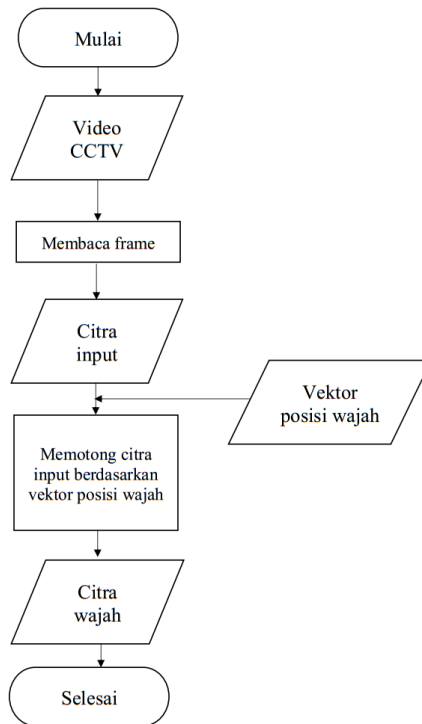 Mulai
Video
CCTV
Membaca frame
Citra
input
Vektor
posisi wajah
Memotong citra
input berdasarkan
vektor posisi wajah
Citra
wajah
Selesai